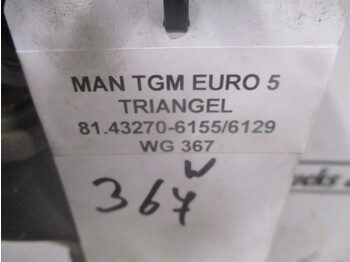 MAN TGM EURO 5
TRIANGEL
81.43270-6155/6129
WG 367
W
367